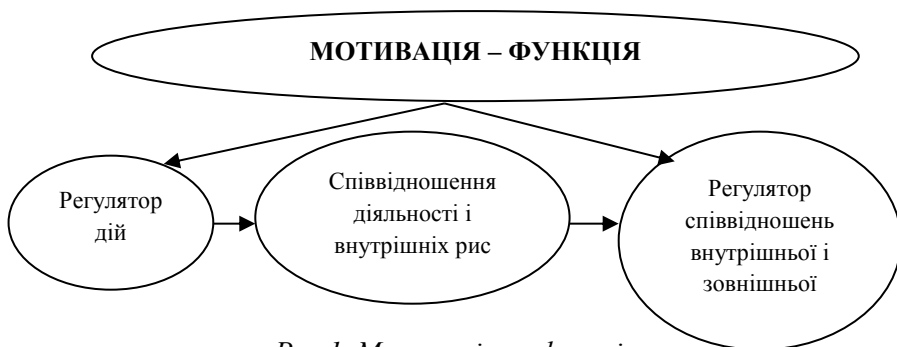 МОТИВАЦІЯ – ФУНКЦІЯ
Регулятор
дій
Співвідношення
діяльності і
внутрішніх рис
Регулятор
співвідношень
внутрішньої і
зовнішньої